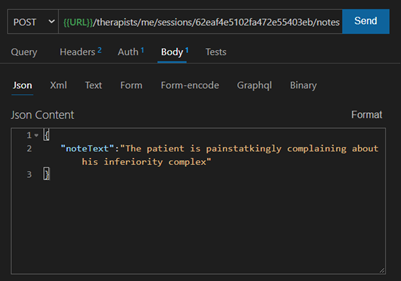 POST {{URL}}/therapists/me/sessions/62eaf4e5102fa472e55403eb/notes Send
Query Headers 2 Auth 1 Body 1 Tests
Json Xml Text Form Form-encode Graphql Binary
Json Content Format
1 {
2 "noteText":"The patient is painstatkingly complaining about
his inferiority complex"
3 }